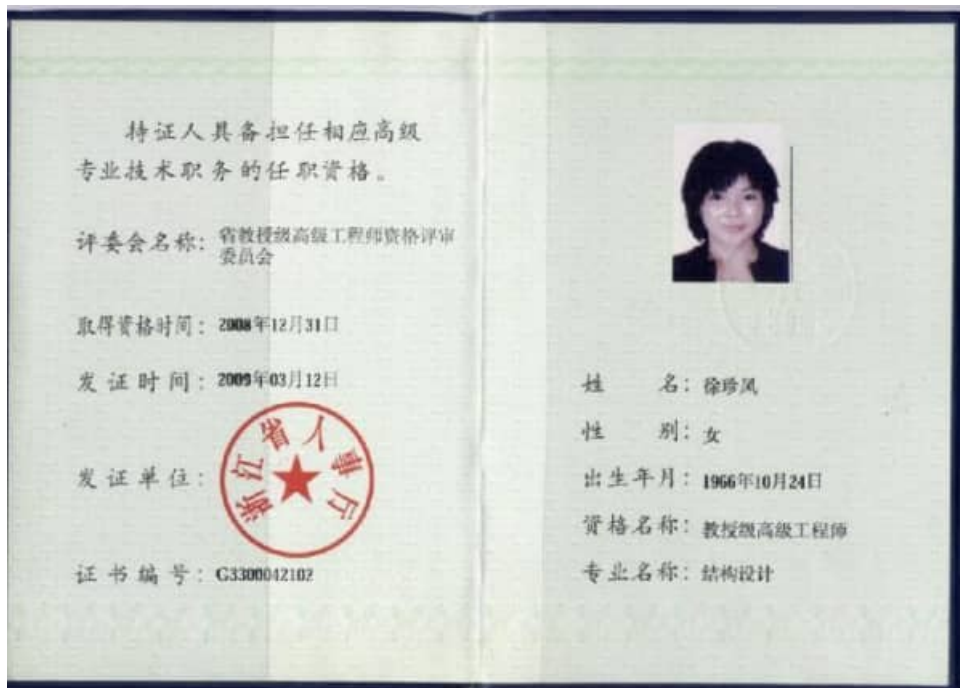 持证人具备担任相应高级
专业技术职务的任职资格。
评委会名称：省教授级高级工程师资格评审
委员会
取得资格时间：2008年12月31日
发证时间：2009年03月12日
发证单位：
浙江省人事厅
证书编号：G3300042102
姓 名：徐珍风
性 别：女
出生年月：1966年10月24日
资格名称：教授级高级工程师
专业名称：结构设计